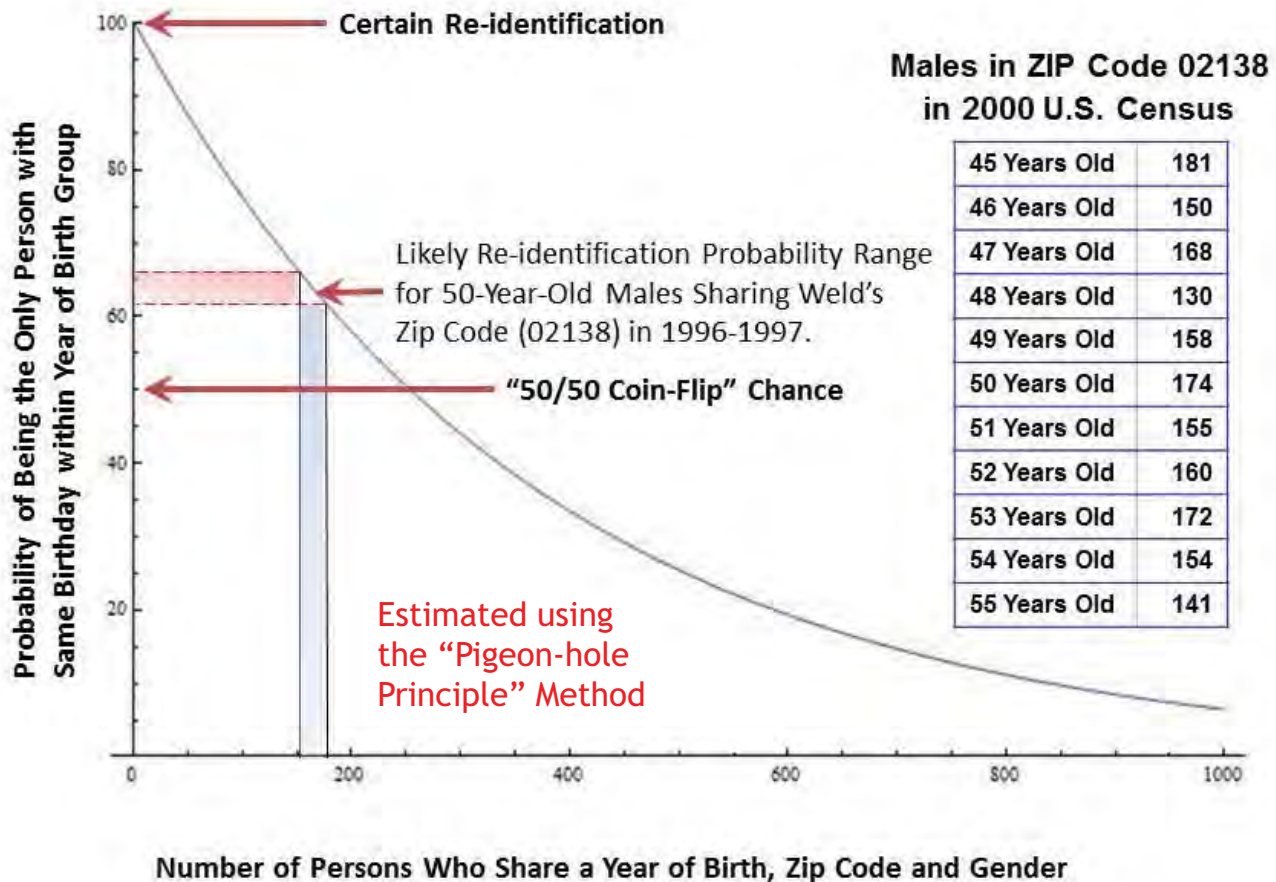 100
Certain Re-identification
Males in ZIP Code 02138
in 2000 U.S. Census
45 Years Old 181
46 Years Old 150
47 Years Old 168
48 Years Old 130
49 Years Old 158
50 Years Old 174
51 Years Old 155
52 Years Old 160
53 Years Old 172
54 Years Old 154
55 Years Old 141
Probability of Being the Only Person with
Same Birthday within Year of Birth Group
80
Likely Re-identification Probability Range
for 50-Year-Old Males Sharing Weld's
Zip Code (02138) in 1996-1997.
60
“50/50 Coin-Flip” Chance
40
Estimated using
the “Pigeon-hole
Principle” Method
20
0 200 400 600 800 1000
Number of Persons Who Share a Year of Birth, Zip Code and Gender